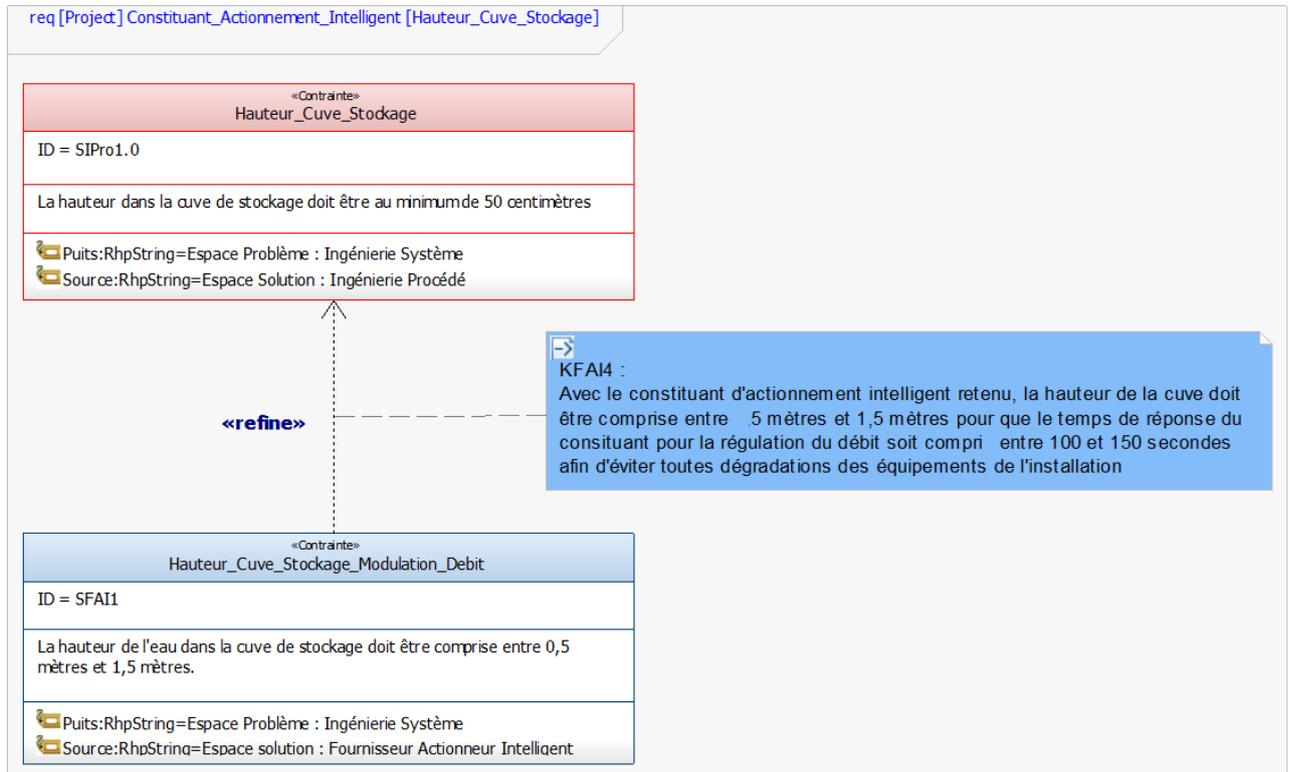 req [Project] Constituant_Actionnement_Intelligent [Hauteur_Cuve_Stockage]
«Contrainte»
Hauteur_Cuve_Stockage
ID = SIPro1.0
La hauteur dans la cuve de stockage doit être au minimum de 50 centimètres
Puits:RhpString=Espace Problème : Ingénierie Système
Source:RhpString=Espace Solution : Ingénierie Procédé
KFAI4 :
Avec le constituant d'actionnement intelligent retenu, la hauteur de la cuve doit
être comprise entre ,5 mètres et 1,5 mètres pour que le temps de réponse du
consituant pour la régulation du débit soit compri entre 100 et 150 secondes
afin d'éviter toutes dégradations des équipements de l'installation
«refine»
«Contrainte»
Hauteur_Cuve_Stockage_Modulation_Debit
ID = SFAI1
La hauteur de l'eau dans la cuve de stockage doit être comprise entre 0,5
mètres et 1,5 mètres.
Puits:RhpString=Espace Problème : Ingénierie Système
Source:RhpString=Espace solution : Fournisseur Actionneur Intelligent